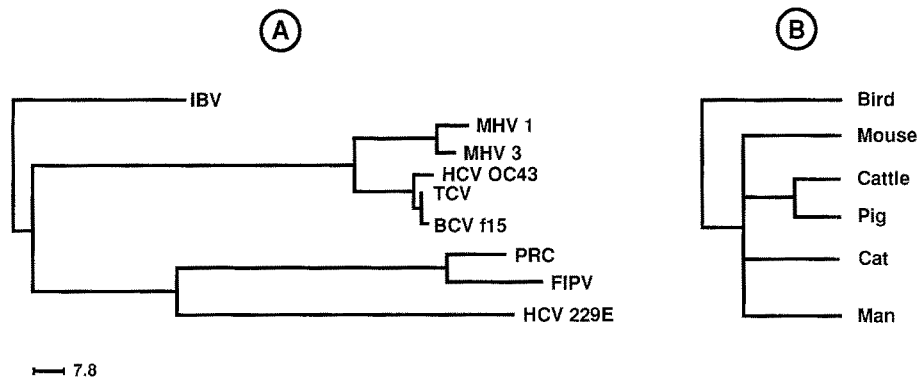 A
B
IBV
MHV 1
MHV 3
HCV OC43
TCV
BCV f15
PRC
FIPV
HCV 229E
7.8
Bird
Mouse
Cattle
Pig
Cat
Man